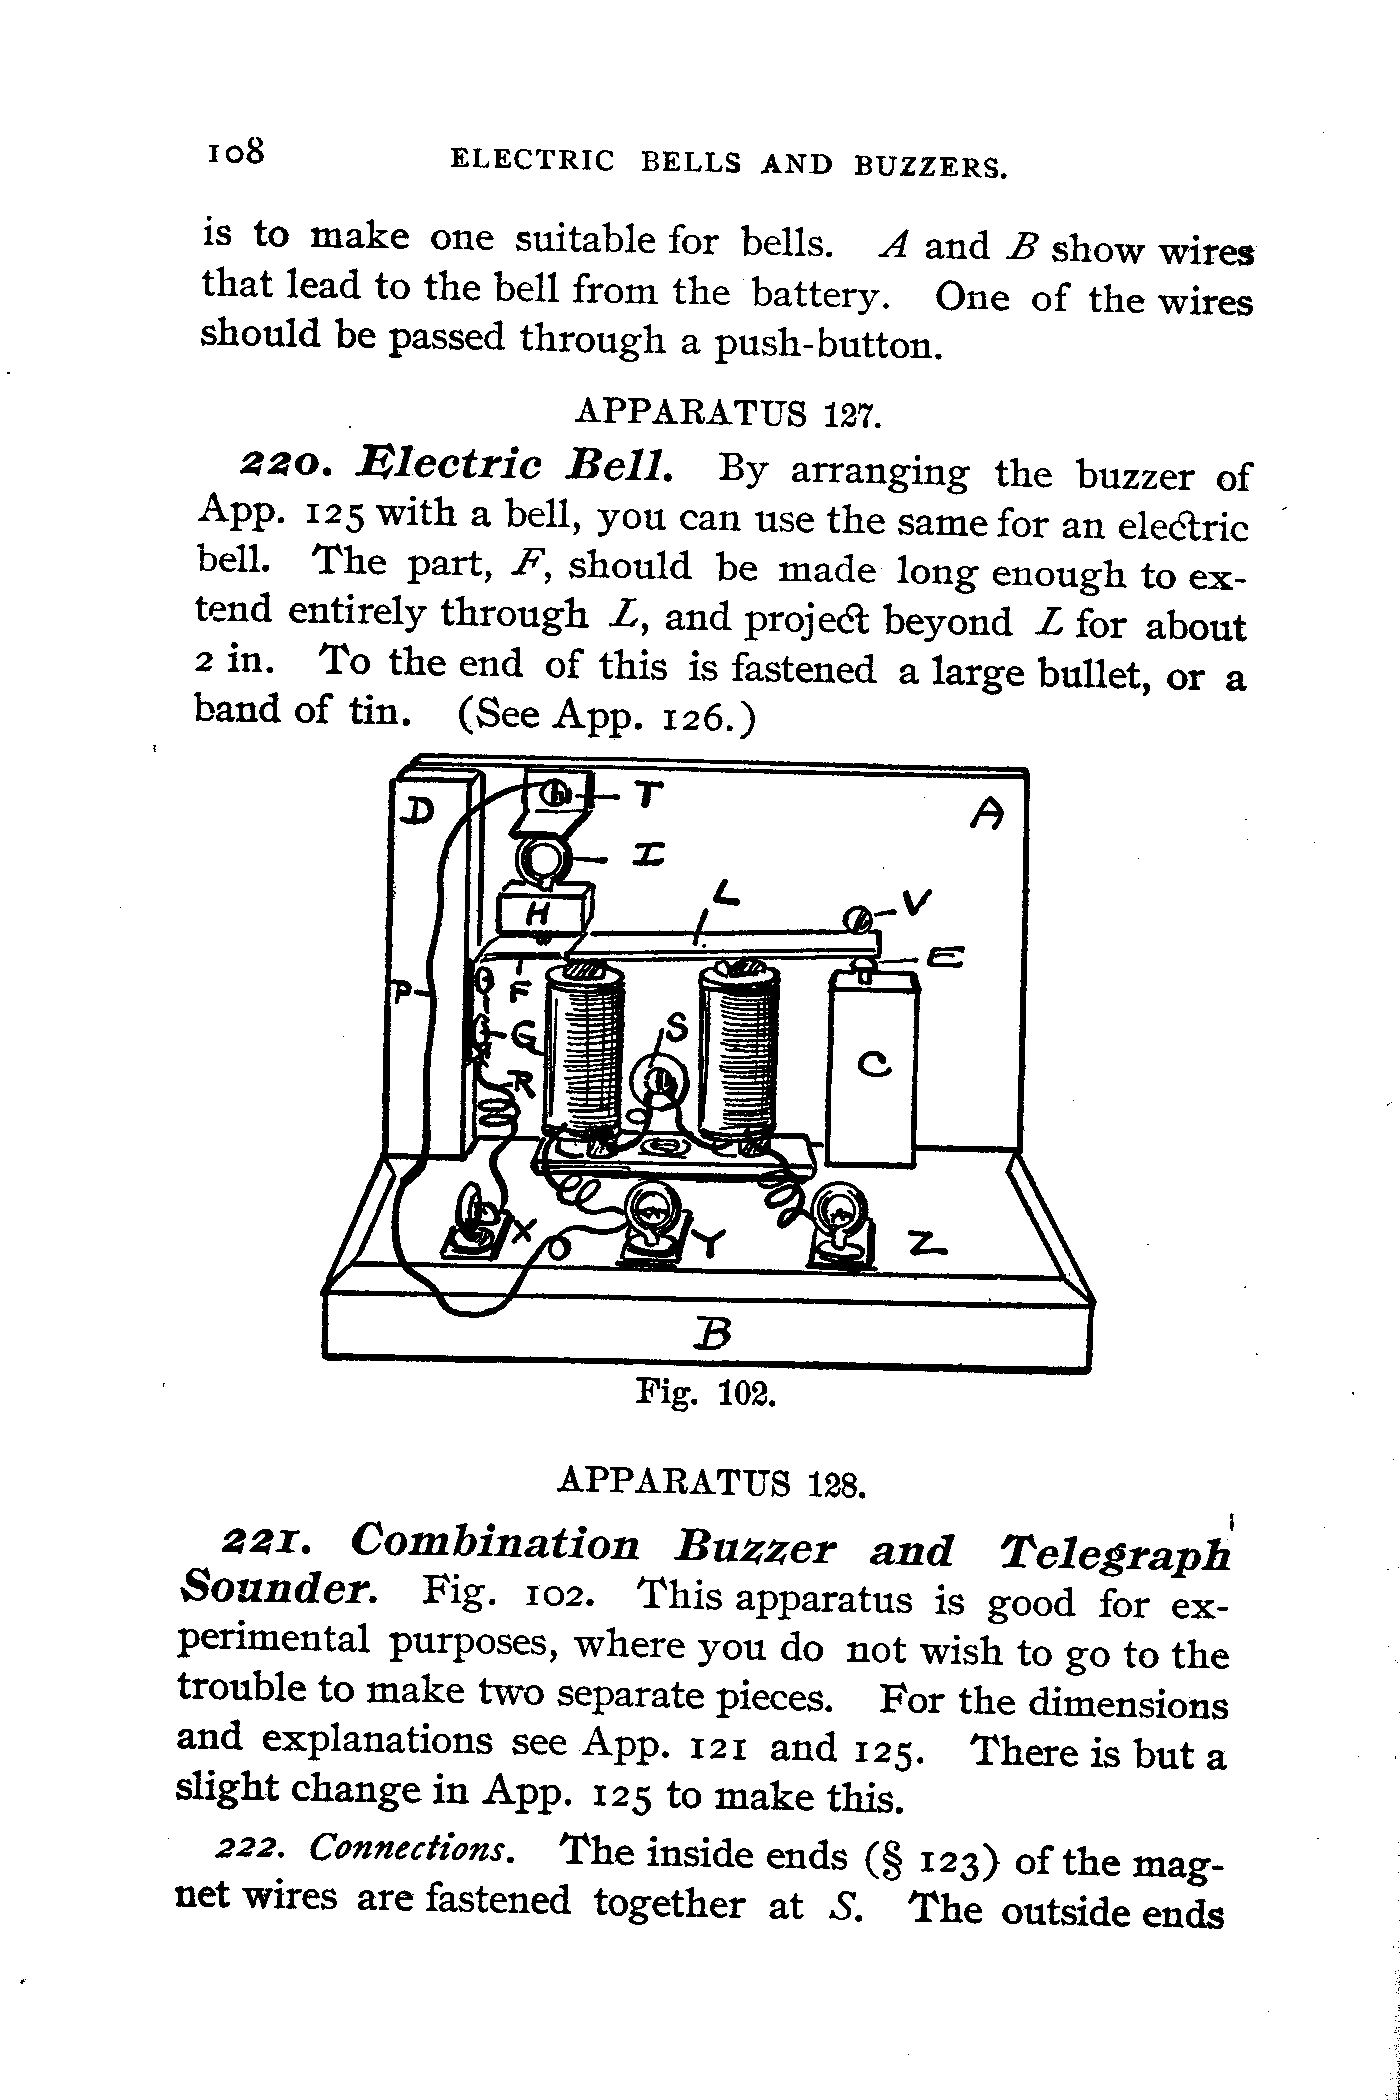 108 ELECTRIC BELLS AND BUZZERS.
is to make one suitable for bells. A and B show wires
that lead to the bell from the battery. One of the wires
should be passed through a push-button.
APPARATUS 127.
220. Electric Bell. By arranging the buzzer of
App. 125 with a bell, you can use the same for an electric
bell. The part, F, should be made long enough to ex-
tend entirely through L, and project beyond L for about
2 in. To the end of this is fastened a large bullet, or a
band of tin. (See App. 126.)
D T A
I
L V
H
E
P F
G S C
R
X Y Z
B
Fig. 102.
APPARATUS 128.
221. Combination Buzzer and Telegraph
Sounder. Fig. 102. This apparatus is good for ex-
perimental purposes, where you do not wish to go to the
trouble to make two separate pieces. For the dimensions
and explanations see App. 121 and 125. There is but a
slight change in App. 125 to make this.
222. Connections. The inside ends (§ 123) of the mag-
net wires are fastened together at S. The outside ends